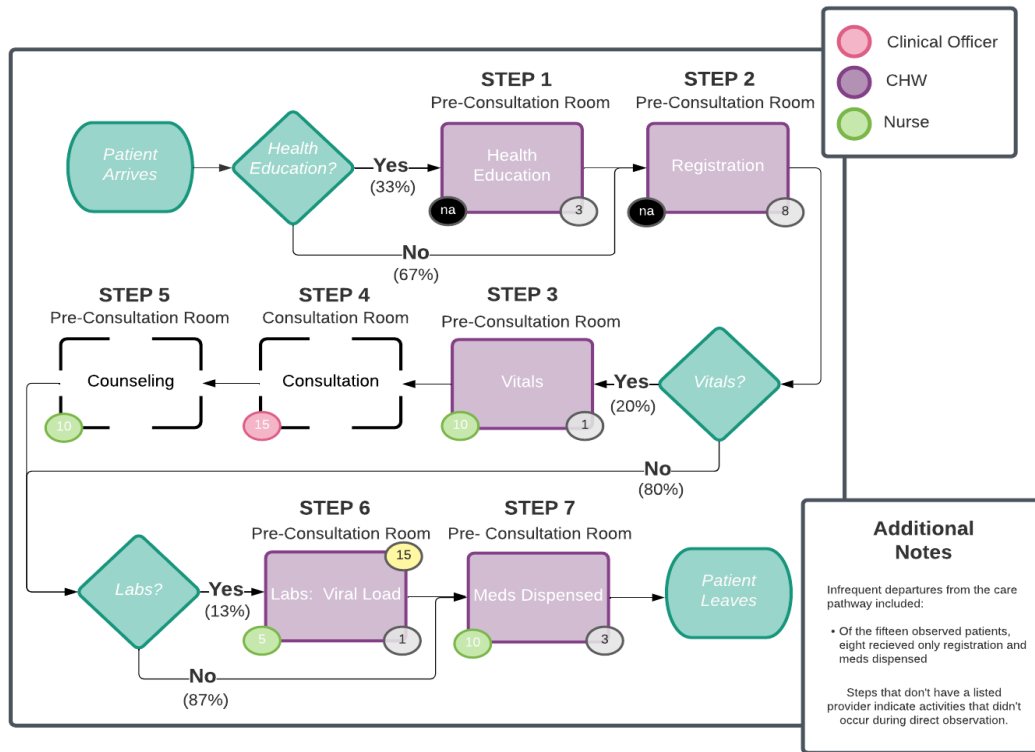 Clinical Officer
CHW
Nurse
STEP 1
Pre-Consultation Room
STEP 2
Pre-Consultation Room
Patient
Arrives
Health
Education?
Yes
(33%)
Health
Education
na
3
Registration
na
8
No
(67%)
STEP 5
Pre-Consultation Room
STEP 4
Consultation Room
STEP 3
Pre-Consultation Room
Counseling
10
Consultation
15
Vitals
10
1
Yes
(20%)
Vitals?
No
(80%)
STEP 6
Pre-Consultation Room
STEP 7
Pre- Consultation Room
Labs?
Yes
(13%)
15
Labs: Viral Load
5
1
Meds Dispensed
10
3
Patient
Leaves
No
(87%)
Additional
Notes
Infrequent departures from the care
pathway included:
• Of the fifteen observed patients,
eight recieved only registration and
meds dispensed
Steps that don't have a listed
provider indicate activities that didn't
occur during direct observation.